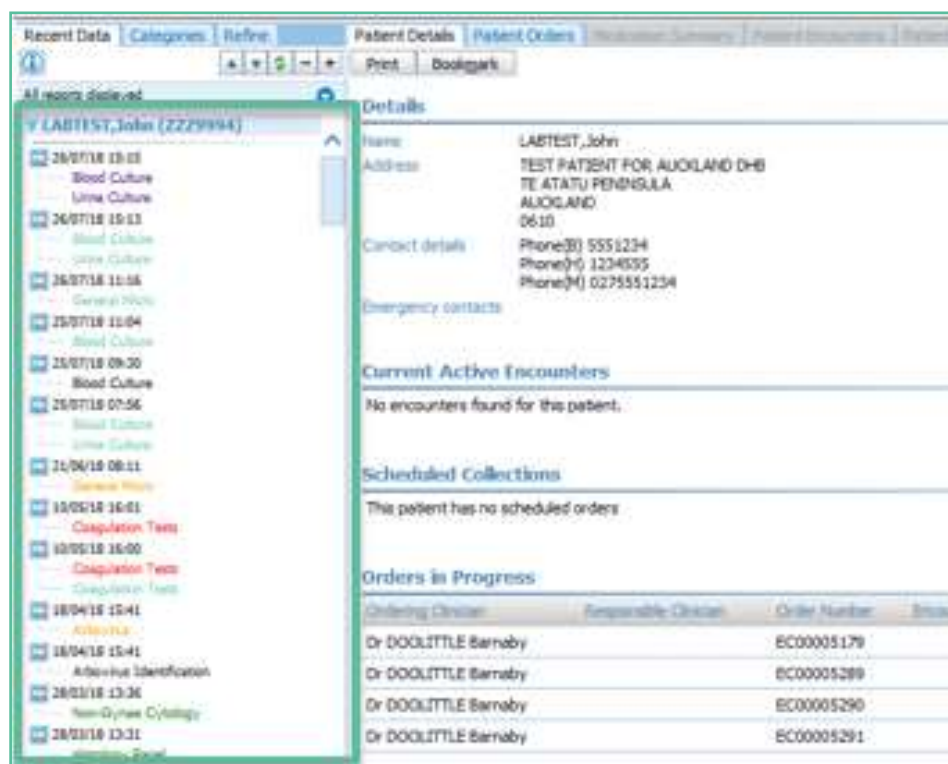 Recent Data Categories Refine
Patient Details Patient Orders
Print Bookmark
All reports displayed
LABTEST,John (ZZZ9994)
26/07/18 15:15
Blood Culture
Urine Culture
26/07/18 15:13
Blood Culture
Urine Culture
26/07/18 11:16
General Micro
25/07/18 11:04
Blood Culture
25/07/18 09:30
Blood Culture
25/07/18 07:56
Blood Culture
Urine Culture
21/06/18 08:11
General Micro
10/05/18 16:01
Coagulation Tests
10/05/18 16:00
Coagulation Tests
Coagulation Tests
18/04/18 15:41
Arbovirus
18/04/18 15:41
Arbovirus Identification
28/03/18 13:36
Non-Gynae Cytology
28/03/18 13:31
Details
Name LABTEST,John
Address TEST PATIENT FOR AUCKLAND DHB
TE ATATU PENINSULA
AUCKLAND
0610
Contact details Phone(B) 5551234
Phone(H) 1234555
Phone(M) 0275551234
Emergency contacts
Current Active Encounters
No encounters found for this patient.
Scheduled Collections
This patient has no scheduled orders
Orders in Progress
Ordering Clinician Responsible Clinician Order Number
Dr DOOLITTLE Barnaby EC00005179
Dr DOOLITTLE Barnaby EC00005289
Dr DOOLITTLE Barnaby EC00005290
Dr DOOLITTLE Barnaby EC00005291